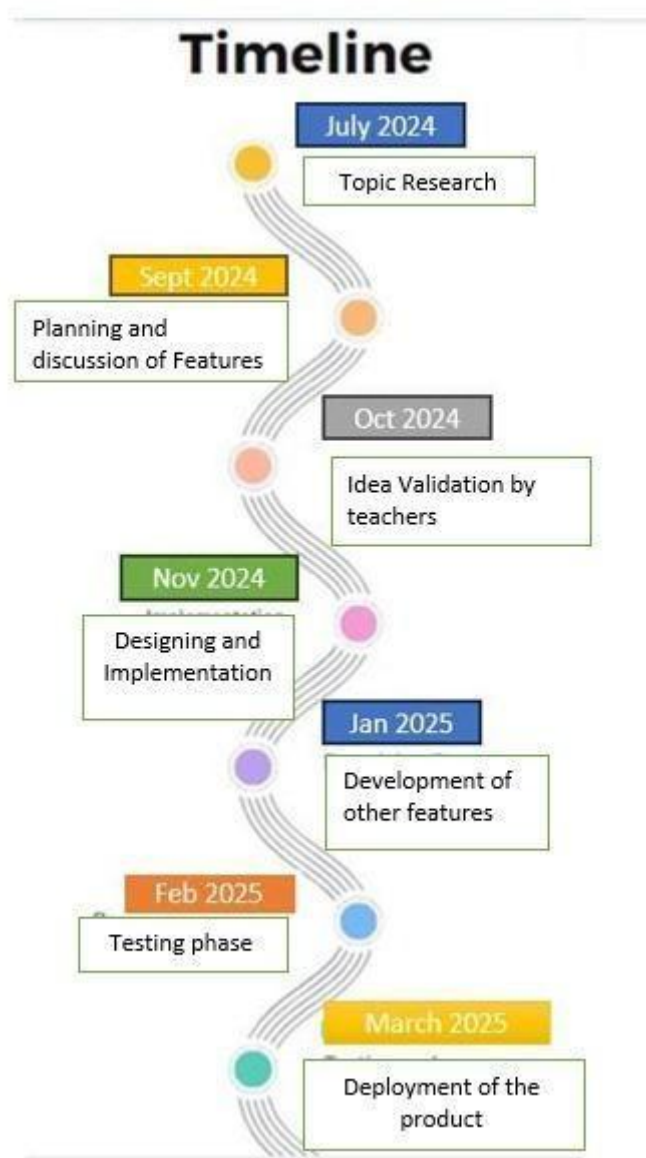 Timeline
July 2024
Topic Research
Sept 2024
Planning and
discussion of Features
Oct 2024
Idea Validation by
teachers
Nov 2024
Designing and
Implementation
Jan 2025
Development of
other features
Feb 2025
Testing phase
March 2025
Deployment of the
product